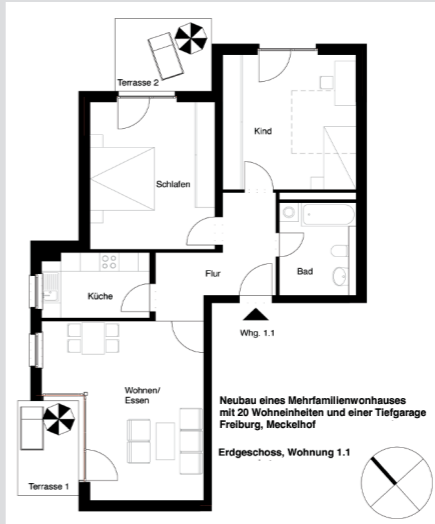 Terrasse 2
Kind
Schlafen
Küche
Flur
Bad
Whg. 1.1
Wohnen/
Essen
Terrasse 1
Neubau eines Mehrfamilienwonhauses
mit 20 Wohneinheiten und einer Tiefgarage
Freiburg, Meckelhof
Erdgeschoss, Wohnung 1.1